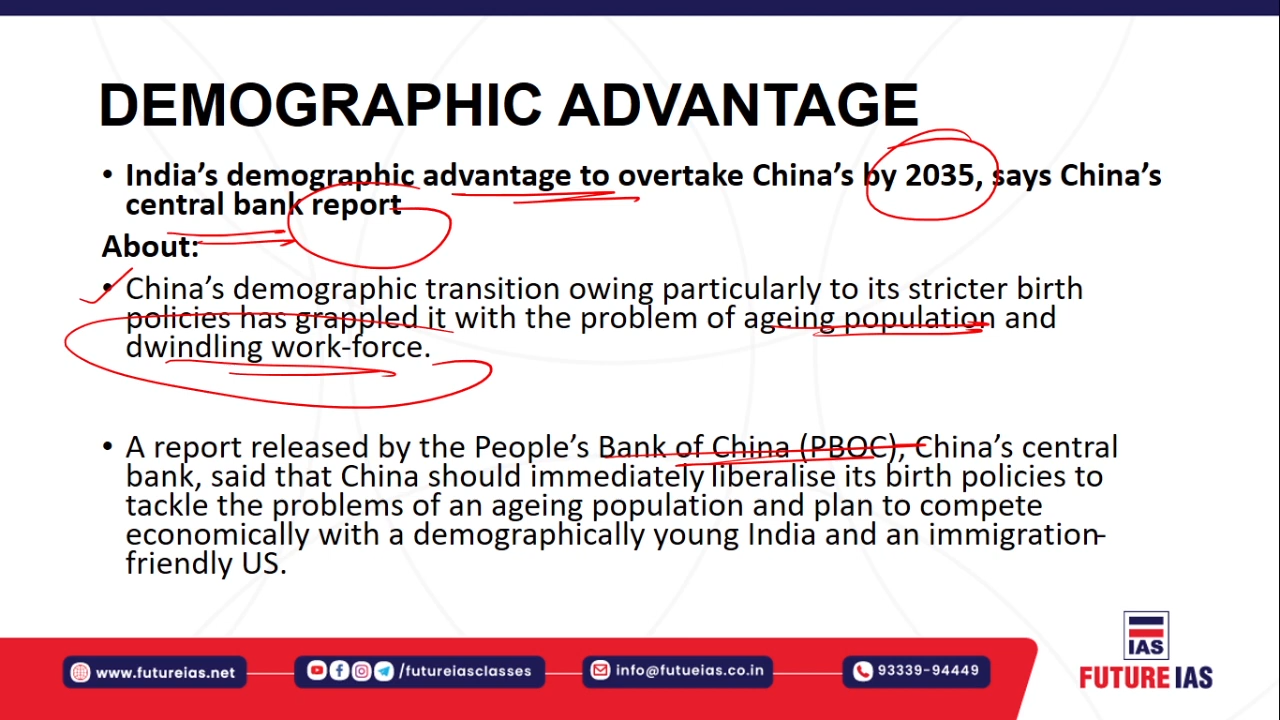 DEMOGRAPHIC ADVANTAGE
• India's demographic advantage to overtake China's by 2035, says China's
central bank report
About:
• China's demographic transition owing particularly to its stricter birth
policies has grappled it with the problem of ageing population and
dwindling work-force.
• A report released by the People's Bank of China (PBOC), China's central
bank, said that China should immediately liberalise its birth policies to
tackle the problems of an ageing population and plan to compete
economically with a demographically young India and an immigration-
friendly US.
IAS
FUTURE IAS
www.futureias.net
/futureiasclasses
info@futueias.co.in
93339-94449